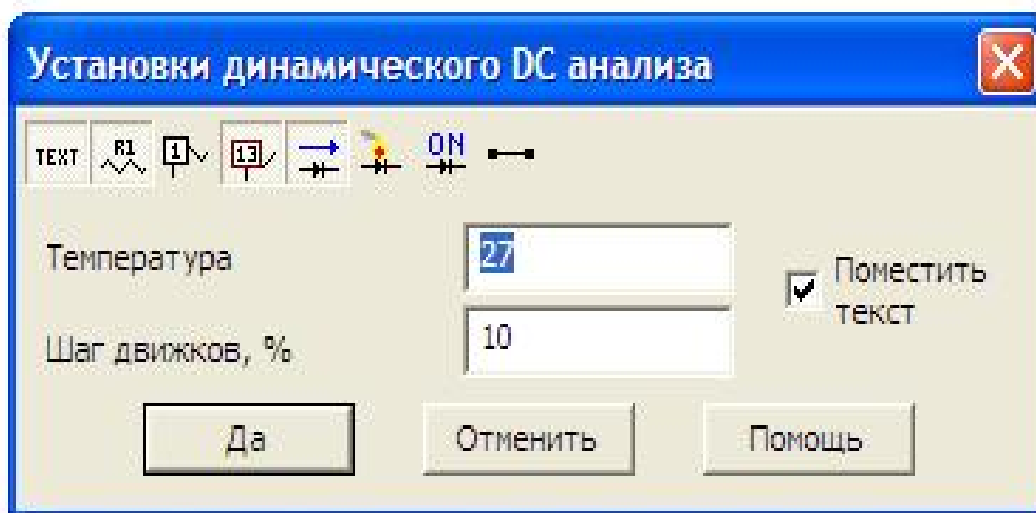 Установки динамического DC анализа
TEXT R1 1 13 ON
Температура 27
Поместить
текст
Шаг движков, % 10
Да Отменить Помощь